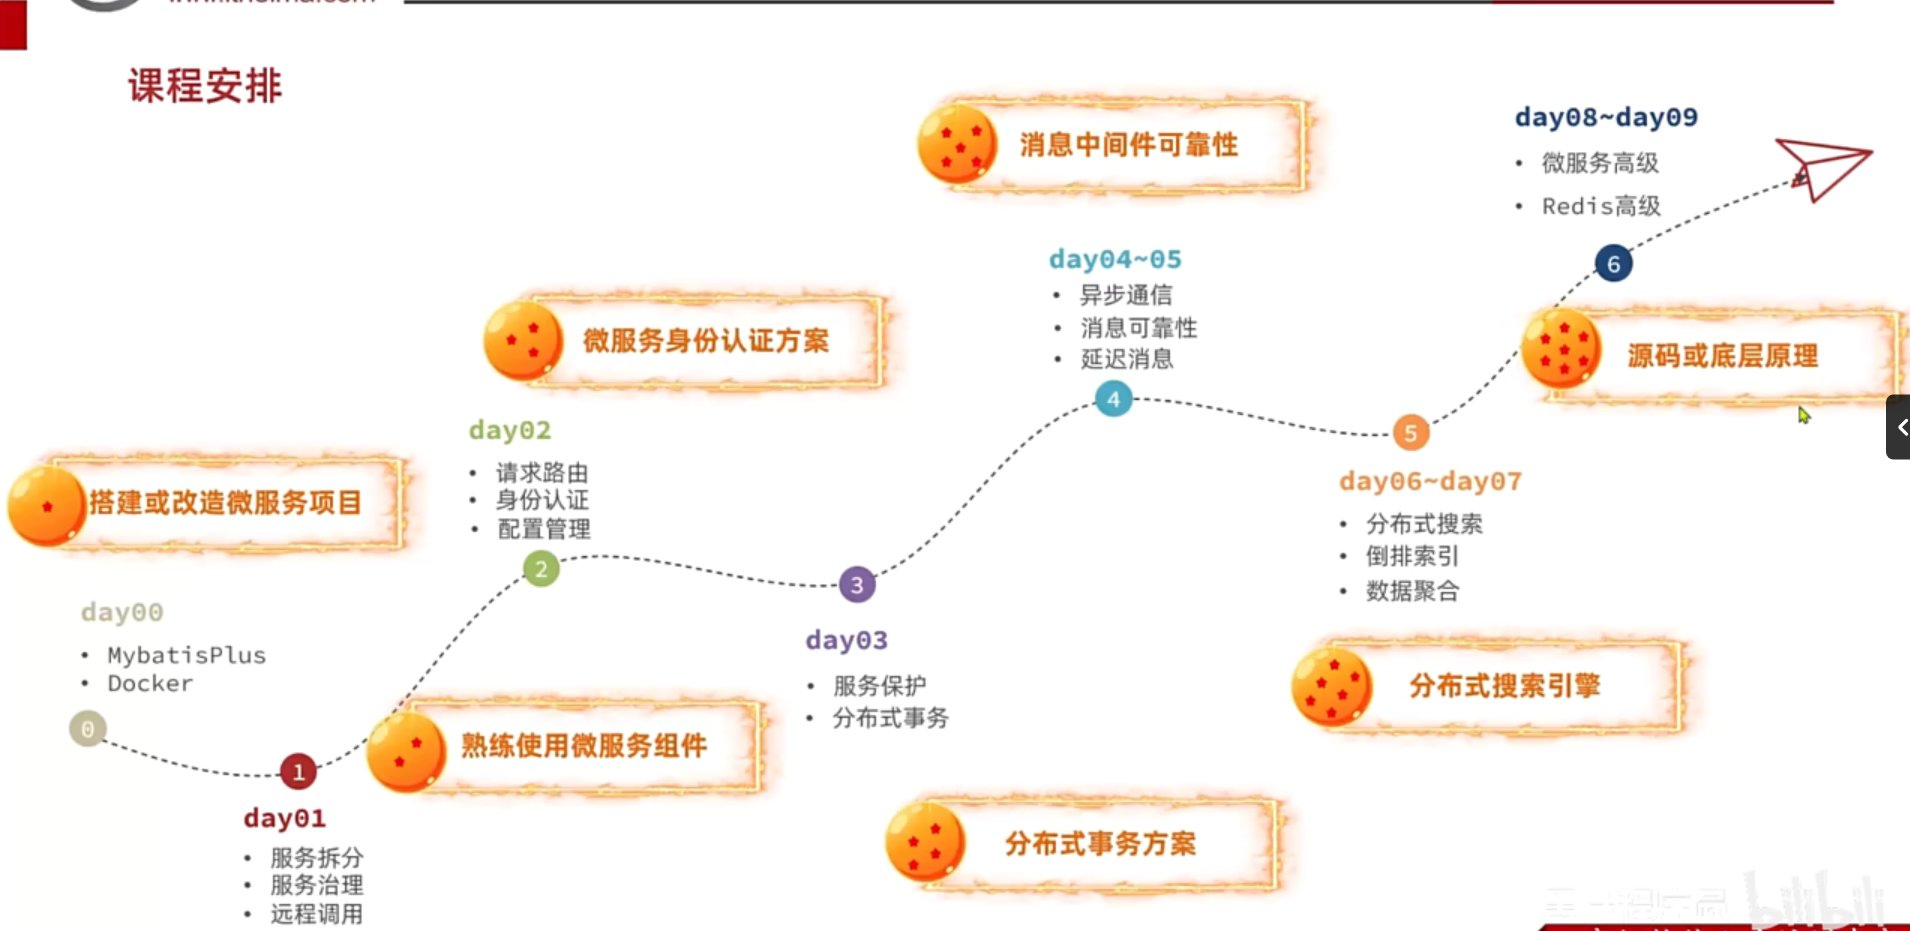 课程安排
消息中间件可靠性
day08~day09
• 微服务高级
• Redis高级
6
day04~05
• 异步通信
• 消息可靠性
• 延迟消息
4
微服务身份认证方案
源码或底层原理
day02
• 请求路由
• 身份认证
• 配置管理
2
5
day06~day07
• 分布式搜索
• 倒排索引
• 数据聚合
搭建或改造微服务项目
day00
• MybatisPlus
• Docker
0
3
day03
• 服务保护
• 分布式事务
分布式搜索引擎
熟练使用微服务组件
1
day01
• 服务拆分
• 服务治理
• 远程调用
分布式事务方案
bilibili